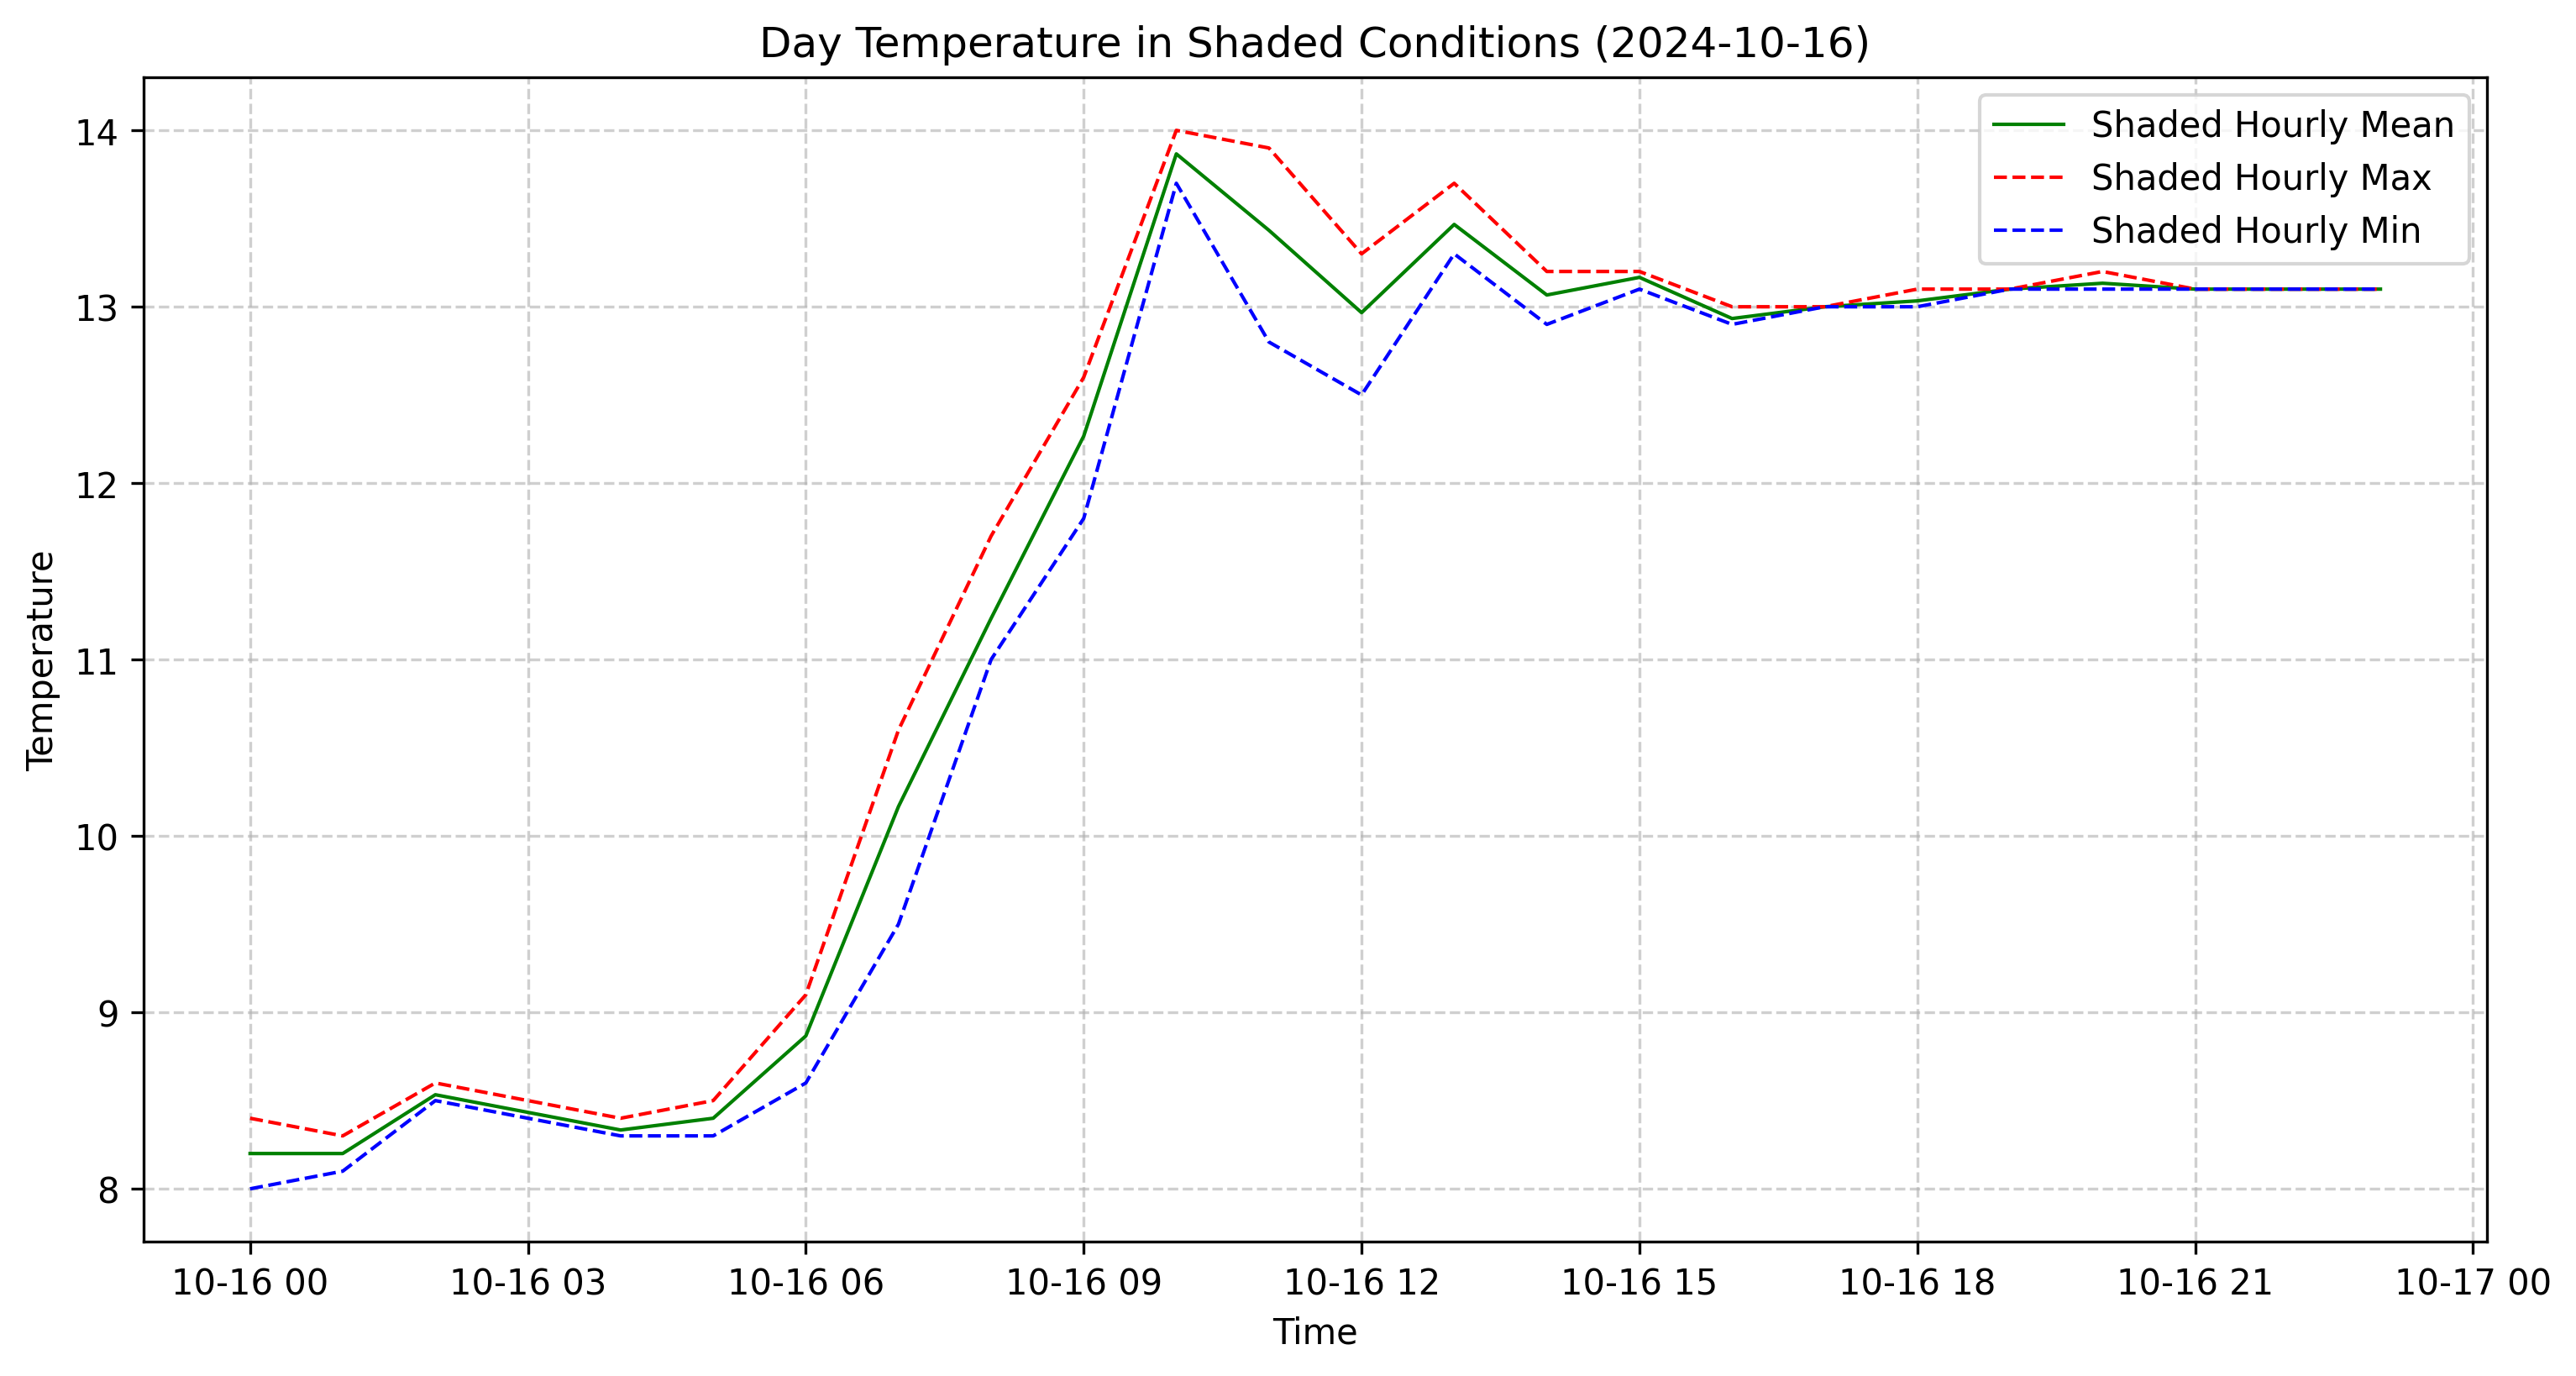 Day Temperature in Shaded Conditions (2024-10-16)
Shaded Hourly Mean
Shaded Hourly Max
Shaded Hourly Min
Temperature
14
13
12
11
10
9
8
10-16 00 10-16 03 10-16 06 10-16 09 10-16 12 10-16 15 10-16 18 10-16 21 10-17 00
Time